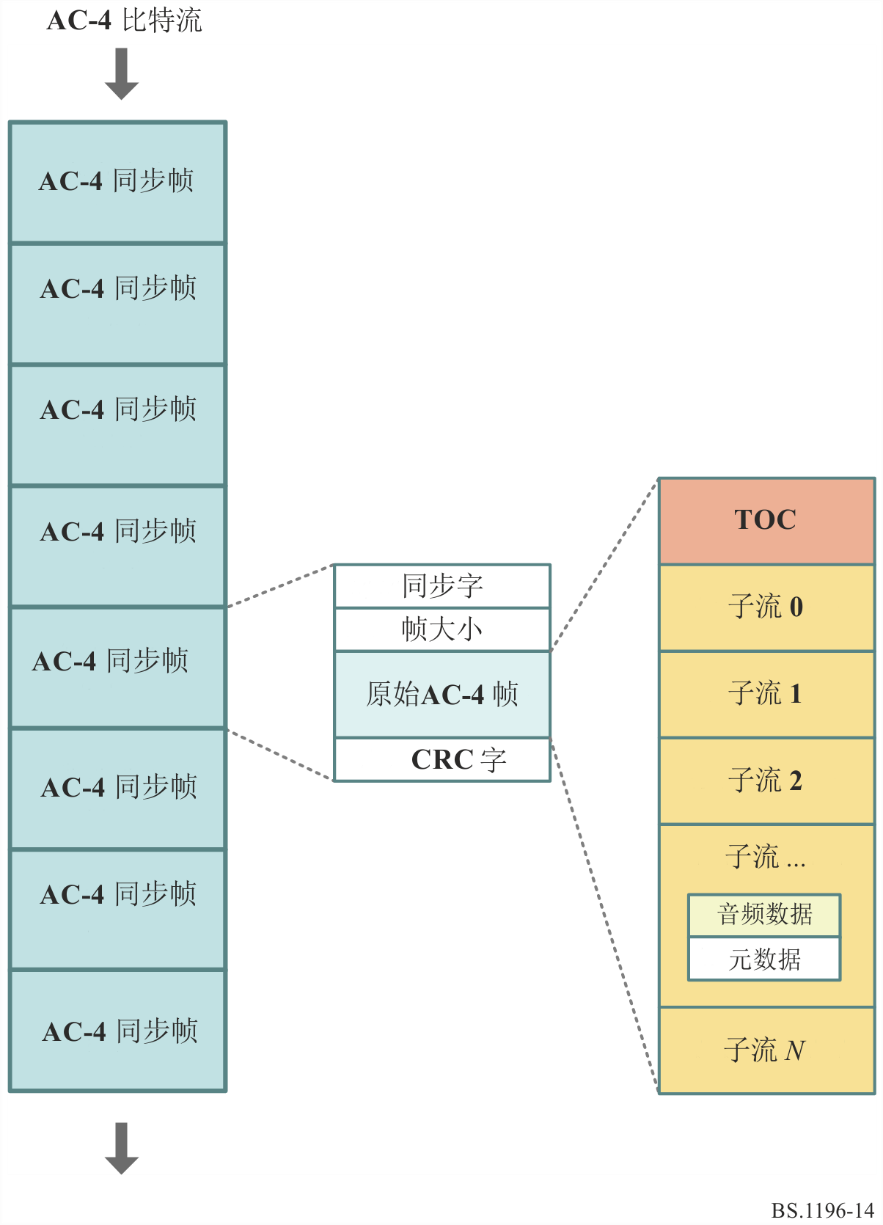 AC-4 比特流
AC-4 同步帧
AC-4 同步帧
AC-4 同步帧
AC-4 同步帧
AC-4 同步帧
AC-4 同步帧
AC-4 同步帧
AC-4 同步帧
同步字
帧大小
原始AC-4 帧
CRC 字
TOC
子流 0
子流 1
子流 2
子流 ...
音频数据
元数据
子流 N
BS.1196-14